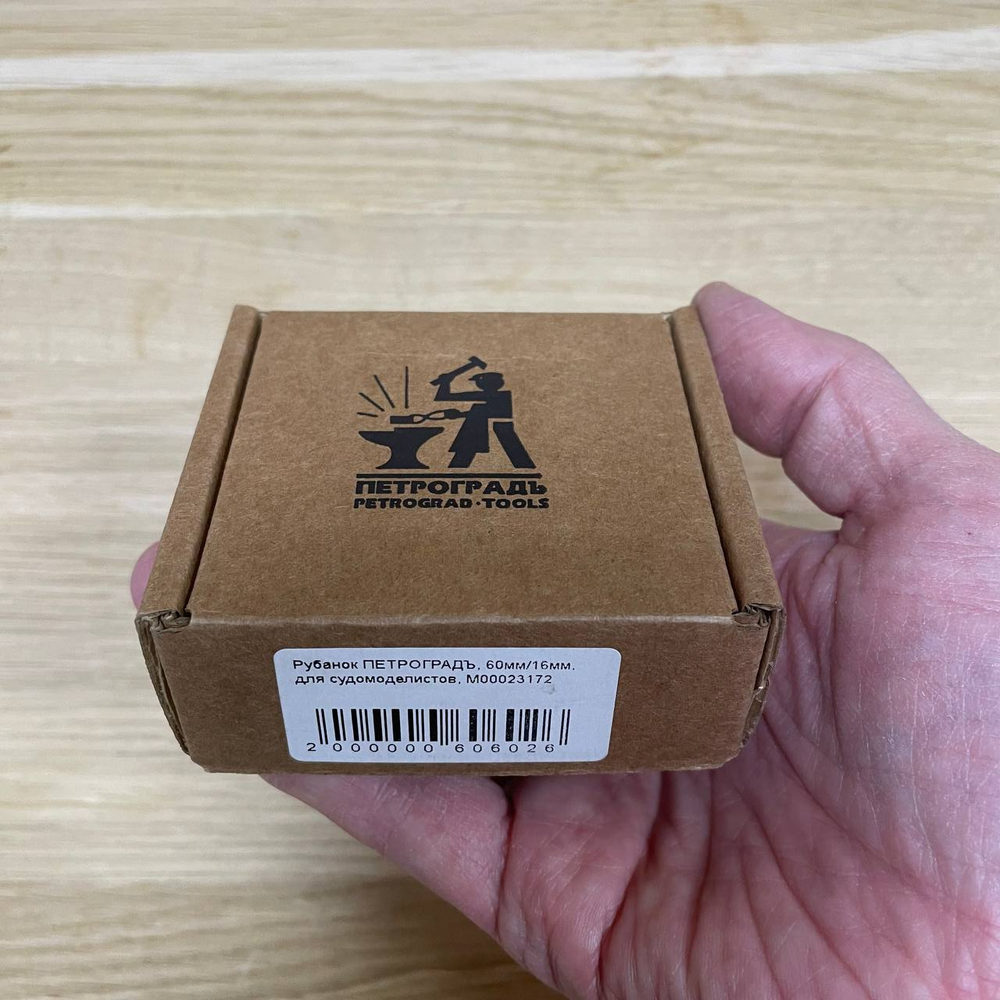 ПЕТРОГРАДЪ
PETROGRAD·TOOLS
Рубанок ПЕТРОГРАДЪ, 60мм/16мм.
для судомоделистов, М00023172
2 000000 606026